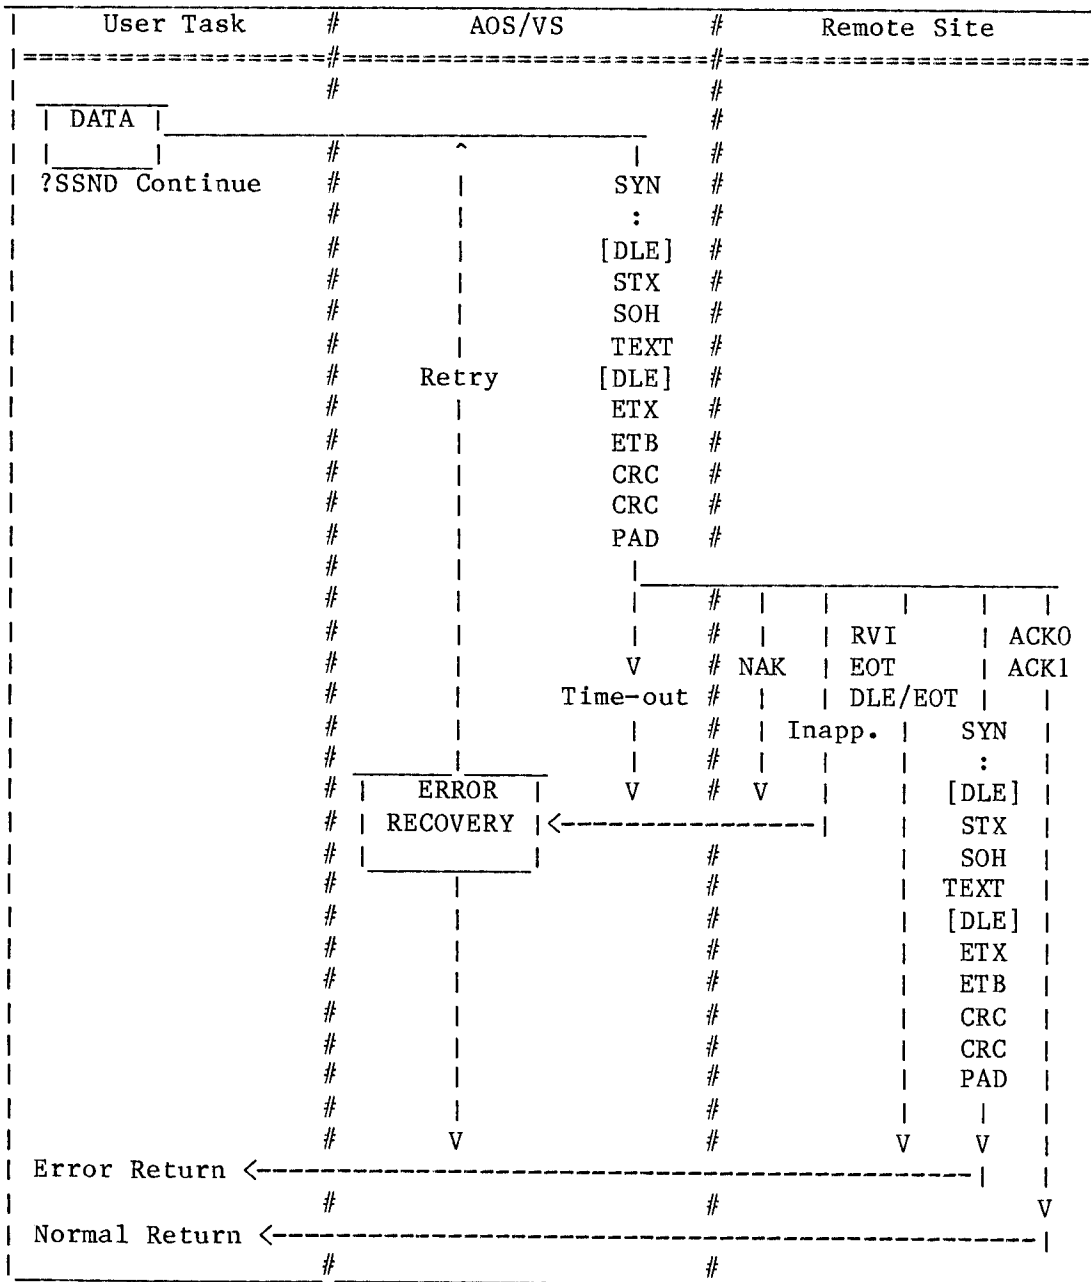 User Task # AOS/VS # Remote Site
|===================#=======================#=======================
# #
| DATA | #
# ^ | #
?SSND Continue # | SYN #
# | : #
# | [DLE] #
# | STX #
# | SOH #
# | TEXT #
# Retry [DLE] #
# | ETX #
# | ETB #
# | CRC #
# | CRC #
# | PAD #
# | |
# | | # | | | | |
# | | # | | RVI | ACK0
# | V # NAK | EOT | ACK1
# | Time-out # | | DLE/EOT | |
# | | # | Inapp. | SYN |
# | | # | | | : |
# | ERROR | V # V | | [DLE] |
# | RECOVERY |<----------------| | STX |
# | | # | SOH |
# | # | TEXT |
# | # | [DLE] |
# | # | ETX |
# | # | ETB |
# | # | CRC |
# | # | CRC |
# | # | PAD |
# | # | | |
# V # V V |
Error Return <---------------------------------------------| |
# # V
Normal Return <------------------------------------------------|
# #